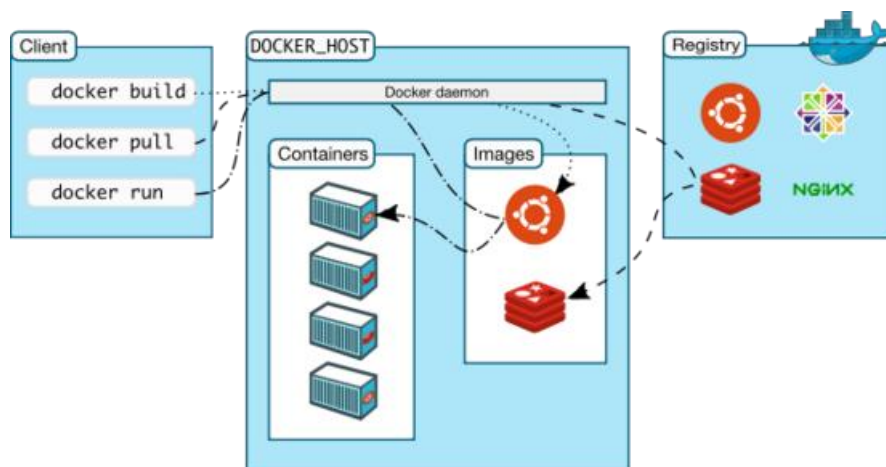 Client
docker build
docker pull
docker run
DOCKER_HOST
Docker daemon
Containers
Images
Registry
NGINX